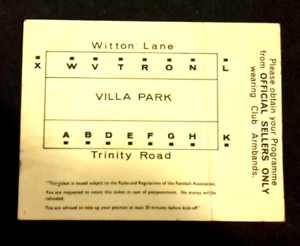 Witton Lane
X W V T R O N L
VILLA PARK
A B D E F G H K
Trinity Road
"This ticket is issued subject to the Rules and Regulations of the Football Association.
You are requested to retain this ticket in case of postponement. No money will be
refunded.
You are advised to take up your position at least 30 minutes before kick-off"
Please obtain your Programme
from OFFICIAL SELLERS ONLY
wearing Club Armbands.